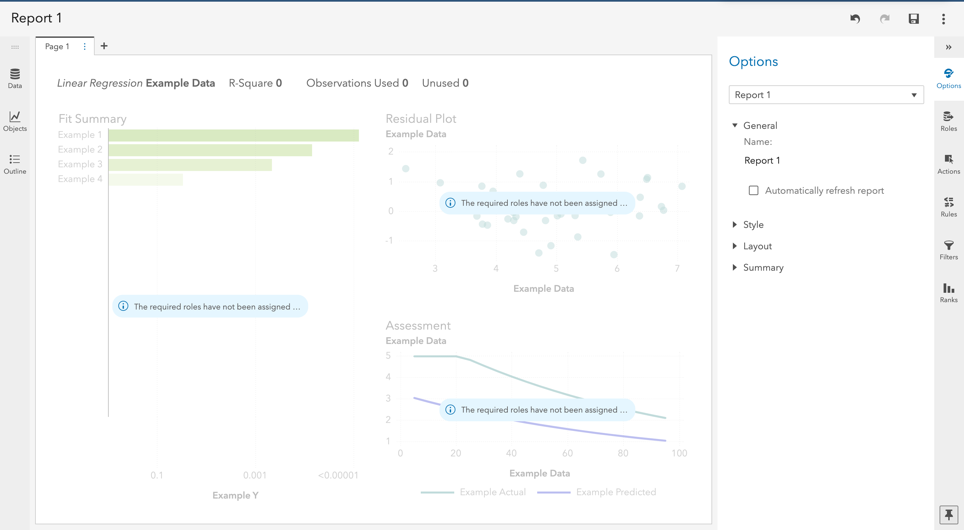 Report 1
Page 1
Data
Objects
Outline
Linear Regression Example Data R-Square 0 Observations Used 0 Unused 0
Fit Summary
Example 1
Example 2
Example 3
Example 4
The required roles have not been assigned ...
0.1 0.001 <0.00001
Example Y
Residual Plot
Example Data
2
1
0
-1
The required roles have not been assigned ...
3 4 5 6 7
Example Data
Assessment
Example Data
5
4
3
2
1
The required roles have not been assigned ...
0 20 40 60 80 100
Example Data
Example Actual Example Predicted
Options
Report 1
General
Name:
Report 1
Automatically refresh report
Style
Layout
Summary
Options
Roles
Actions
Rules
Filters
Ranks